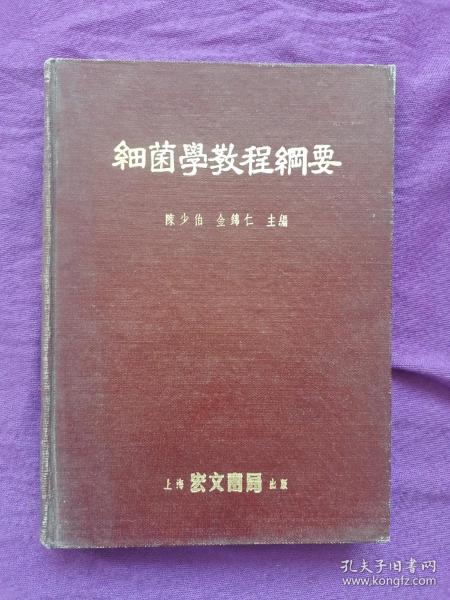 細菌學教程綱要
陳少伯 金錦仁 主編
上海 宏文書局 出版
孔夫子旧书网
www.kongfz.com